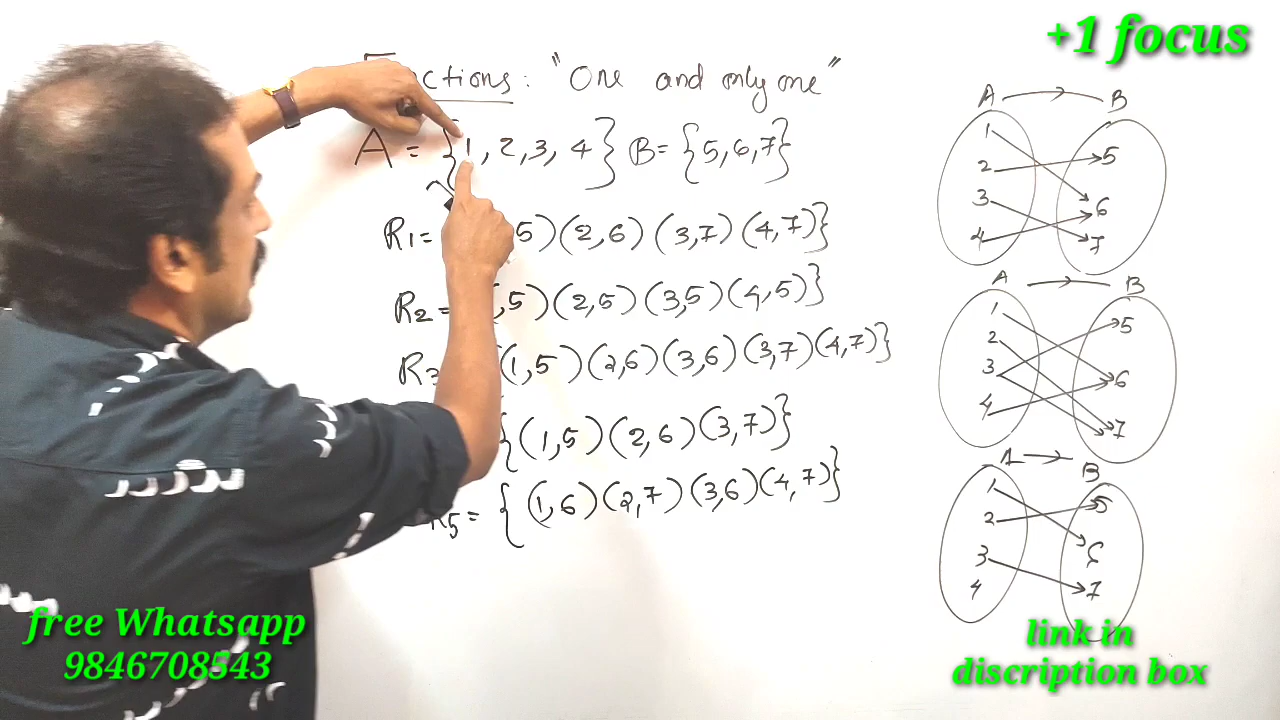 +1 focus
ctions : "One and only one"
A = {1, 2, 3, 4} B = {5, 6, 7}
R1= 5) (2,6) (3,7) (4,7)}
R2 = ,5) (2,5) (3,5) (4,5)}
R3 (1,5) (2,6) (3,6) (3,7) (4,7)}
{(1,5) (2,6) (3,7)}
R5 = {(1,6) (2,7) (3,6) (4,7)}
A → B
1
2 5
3 6
4 7
A → B
1 5
2
3 6
4 7
A → B
1 5
2
3 6
4 7
free Whatsapp
9846708543
link in
discription box